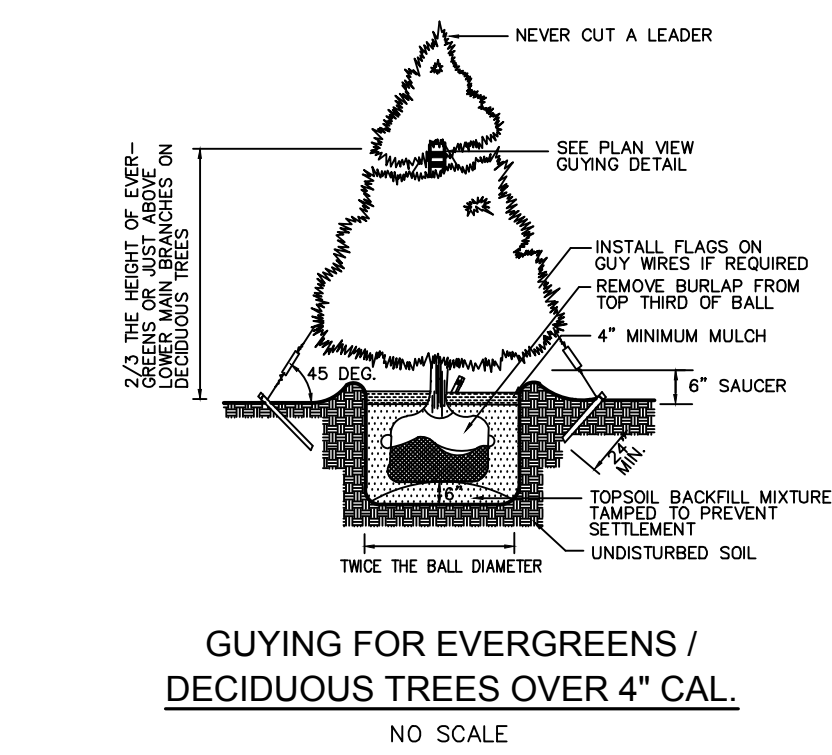 NEVER CUT A LEADER
SEE PLAN VIEW
GUYING DETAIL
2/3 THE HEIGHT OF EVER-
GREENS OR JUST ABOVE
LOWER MAIN BRANCHES ON
DECIDUOUS TREES
INSTALL FLAGS ON
GUY WIRES IF REQUIRED
REMOVE BURLAP FROM
TOP THIRD OF BALL
4" MINIMUM MULCH
45 DEG.
6" SAUCER
24"
MIN.
6"
TOPSOIL BACKFILL MIXTURE
TAMPED TO PREVENT
SETTLEMENT
UNDISTURBED SOIL
TWICE THE BALL DIAMETER
GUYING FOR EVERGREENS /
DECIDUOUS TREES OVER 4" CAL.
NO SCALE